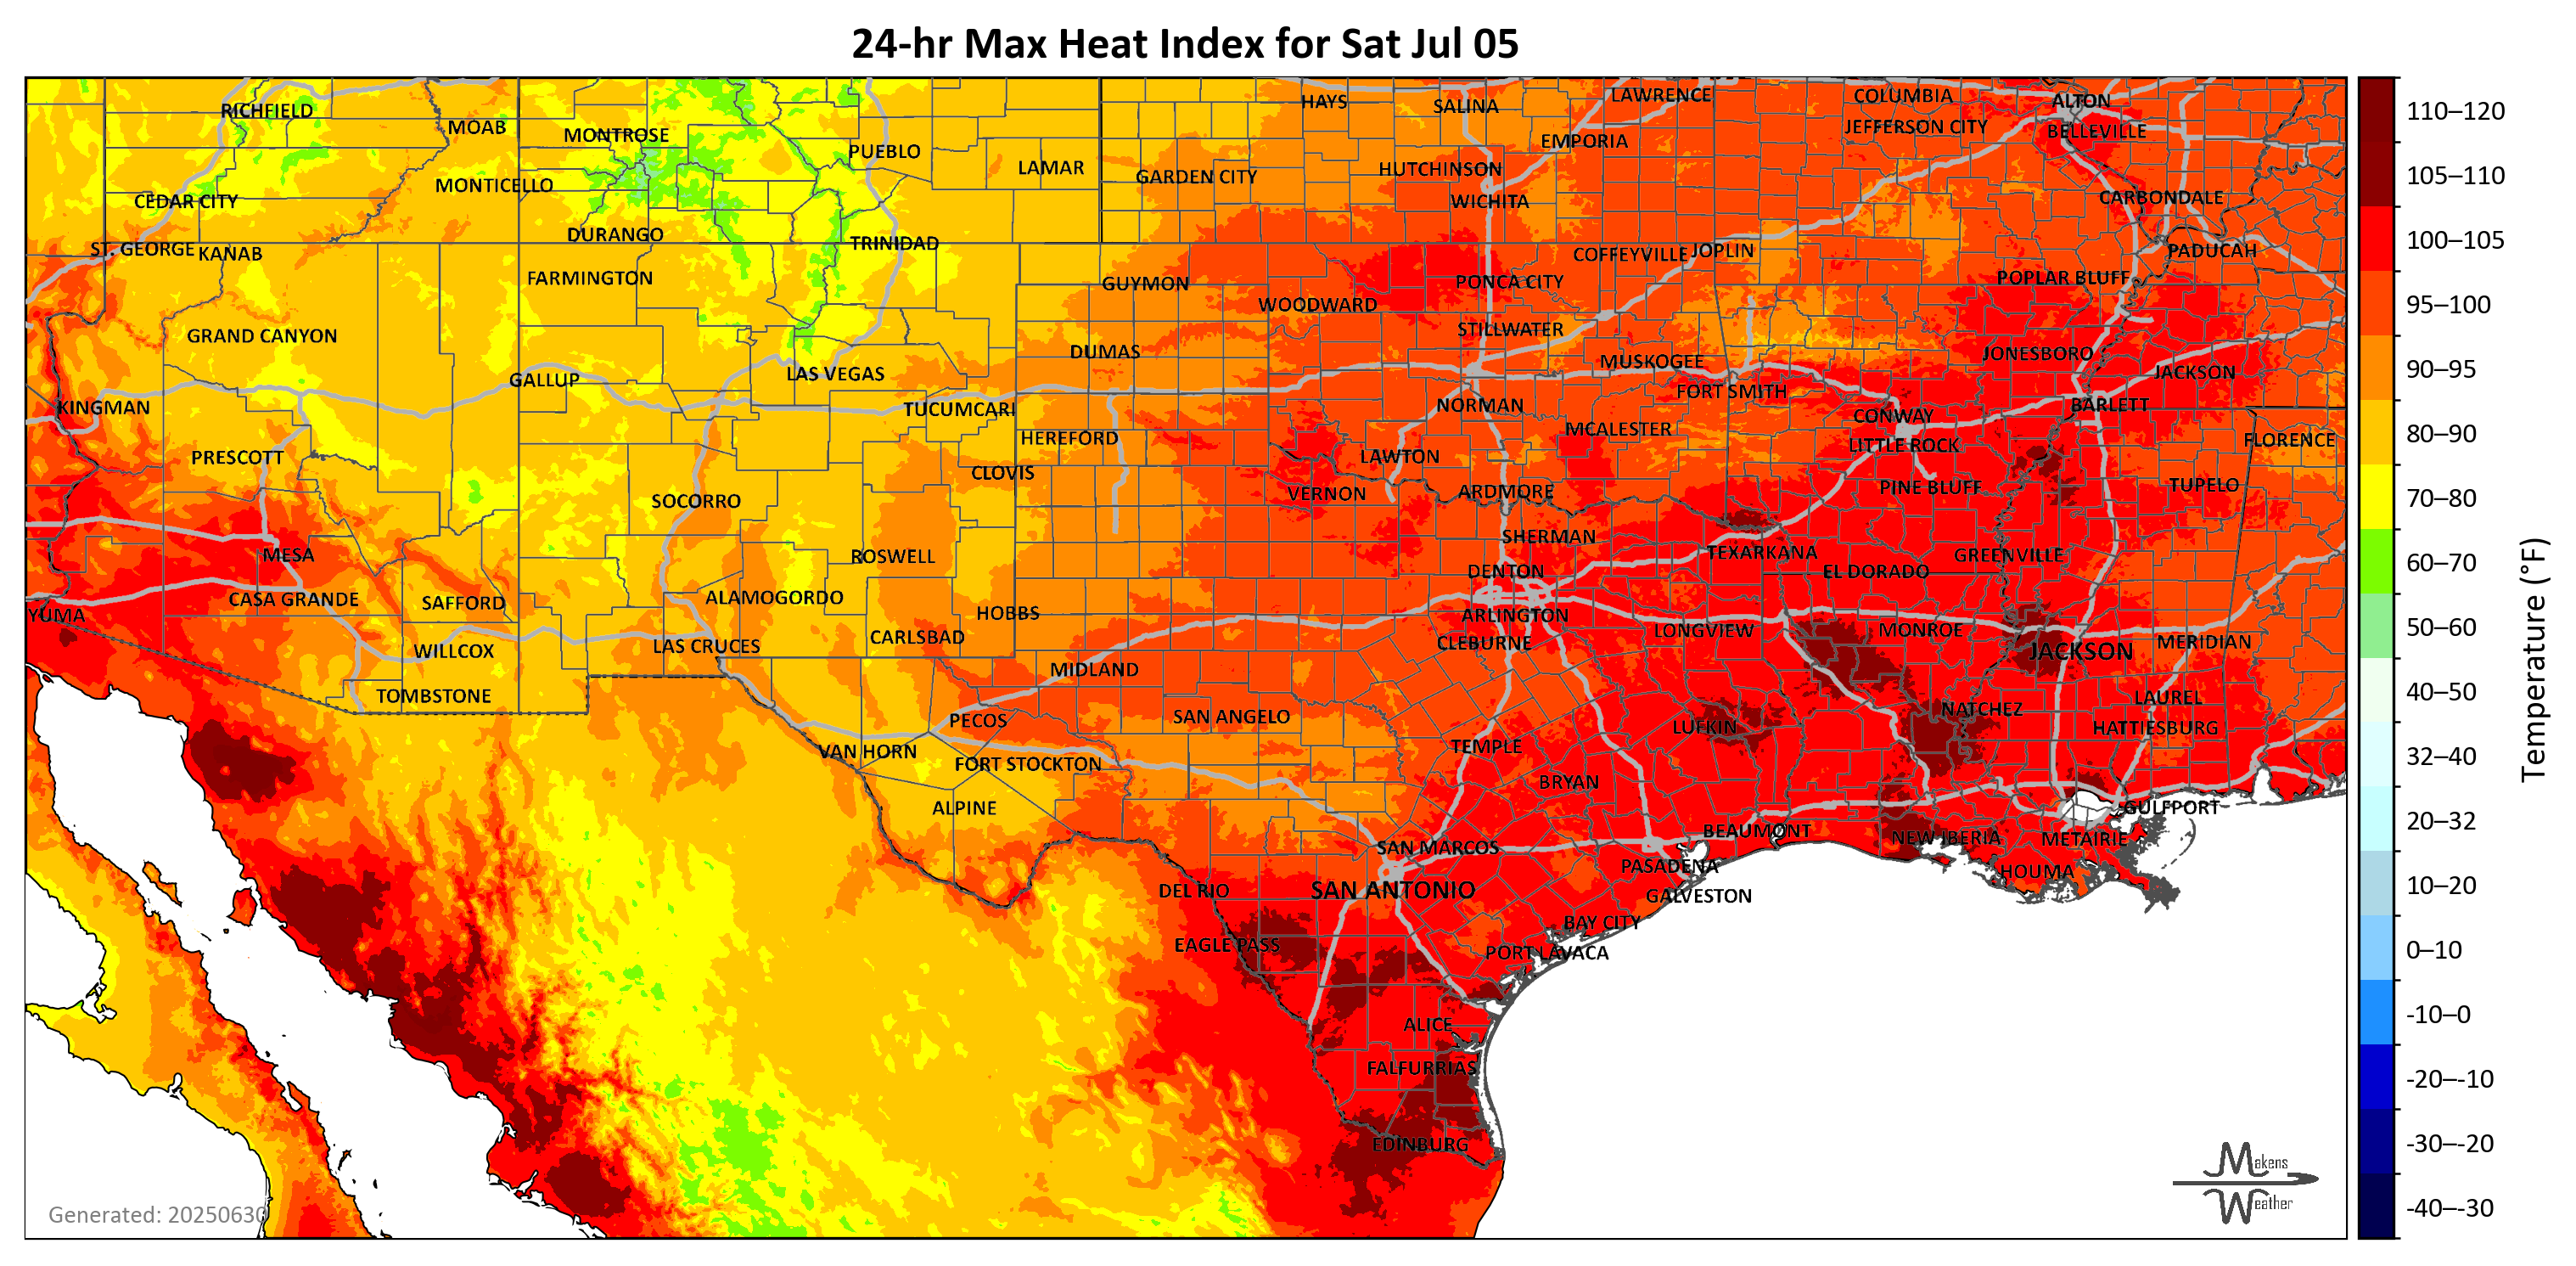 24-hr Max Heat Index for Sat Jul 05
RICHFIELD
MOAB
MONTROSE
PUEBLO
LAMAR
GARDEN CITY
HAYS
SALINA
LAWRENCE
EMPORIA
HUTCHINSON
WICHITA
COLUMBIA
JEFFERSON CITY
ALTON
BELLEVILLE
CARBONDALE
CEDAR CITY
MONTICELLO
DURANGO
TRINIDAD
ST. GEORGE
KANAB
FARMINGTON
GUYMON
WOODWARD
PONCA CITY
COFFEYVILLE
JOPLIN
POPLAR BLUFF
PADUCAH
GRAND CANYON
GALLUP
LAS VEGAS
DUMAS
STILLWATER
MUSKOGEE
FORT SMITH
JONESBORO
JACKSON
KINGMAN
TUCUMCARI
HEREFORD
NORMAN
MCALESTER
CONWAY
LITTLE ROCK
BARLETT
FLORENCE
PRESCOTT
SOCORRO
CLOVIS
LAWTON
VERNON
ARDMORE
PINE BLUFF
TUPELO
MESA
ROSWELL
SHERMAN
TEXARKANA
GREENVILLE
DENTON
EL DORADO
CASA GRANDE
SAFFORD
ALAMOGORDO
HOBBS
ARLINGTON
YUMA
WILLCOX
LAS CRUCES
CARLSBAD
CLEBURNE
LONGVIEW
MONROE
JACKSON
MERIDIAN
TOMBSTONE
MIDLAND
PECOS
SAN ANGELO
LUFKIN
NATCHEZ
LAUREL
HATTIESBURG
VAN HORN
FORT STOCKTON
TEMPLE
BRYAN
ALPINE
GULFPORT
SAN MARCOS
BEAUMONT
NEW IBERIA
METAIRIE
PASADENA
HOUMA
DEL RIO
SAN ANTONIO
GALVESTON
EAGLE PASS
BAY CITY
PORT LAVACA
ALICE
FALFURRIAS
EDINBURG
Generated: 20250630
Makens
Weather
110–120
105–110
100–105
95–100
90–95
80–90
70–80
60–70
50–60
40–50
32–40
20–32
10–20
0–10
-10–0
-20–-10
-30–-20
-40–-30
Temperature (°F)